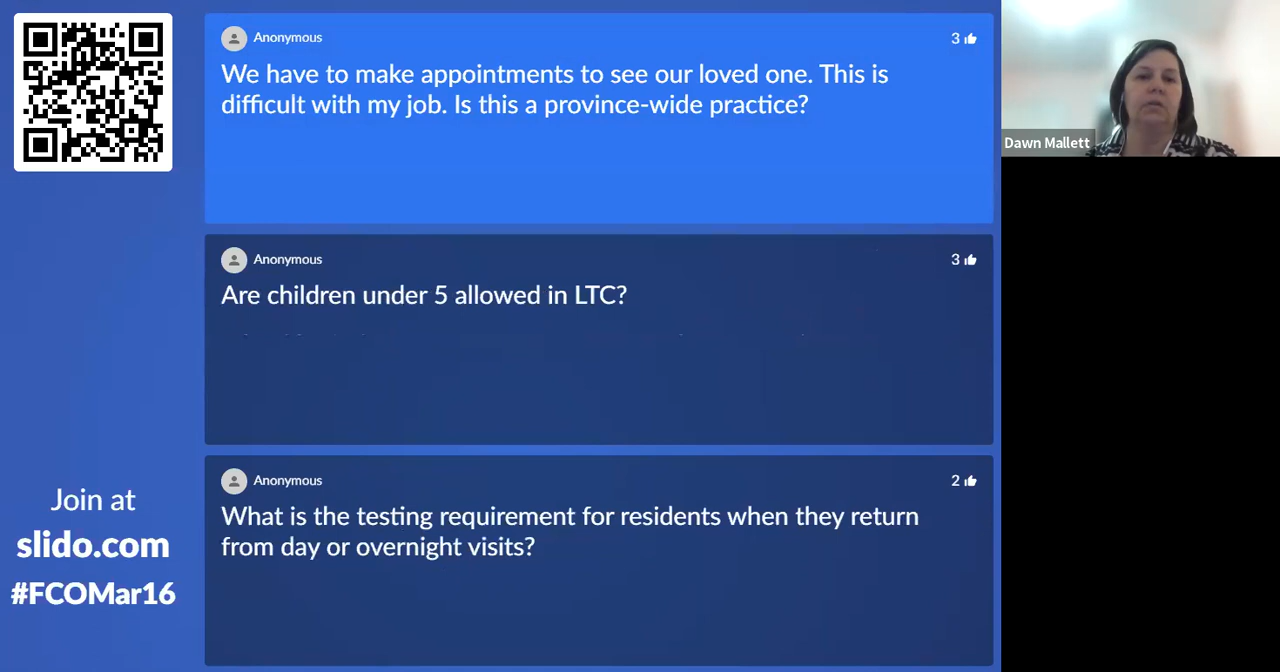 Anonymous
3
We have to make appointments to see our loved one. This is
difficult with my job. Is this a province-wide practice?
Dawn Mallett
Anonymous
3
Are children under 5 allowed in LTC?
Anonymous
2
What is the testing requirement for residents when they return
from day or overnight visits?
Join at
slido.com
#FCOMar16